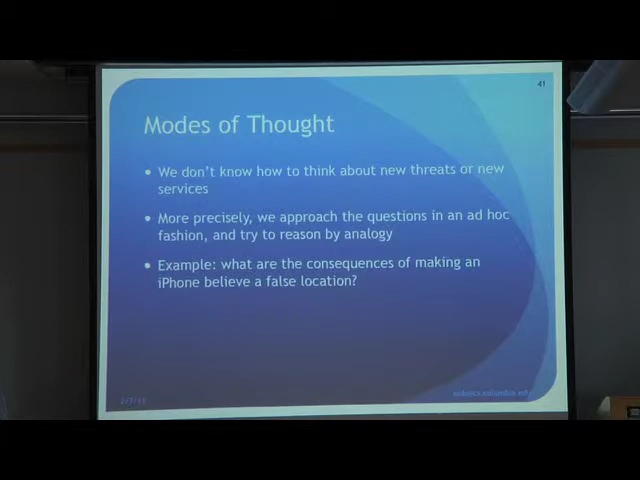 41
Modes of Thought
• We don't know how to think about new threats or new
services
• More precisely, we approach the questions in an ad hoc
fashion, and try to reason by analogy
• Example: what are the consequences of making an
iPhone believe a false location?